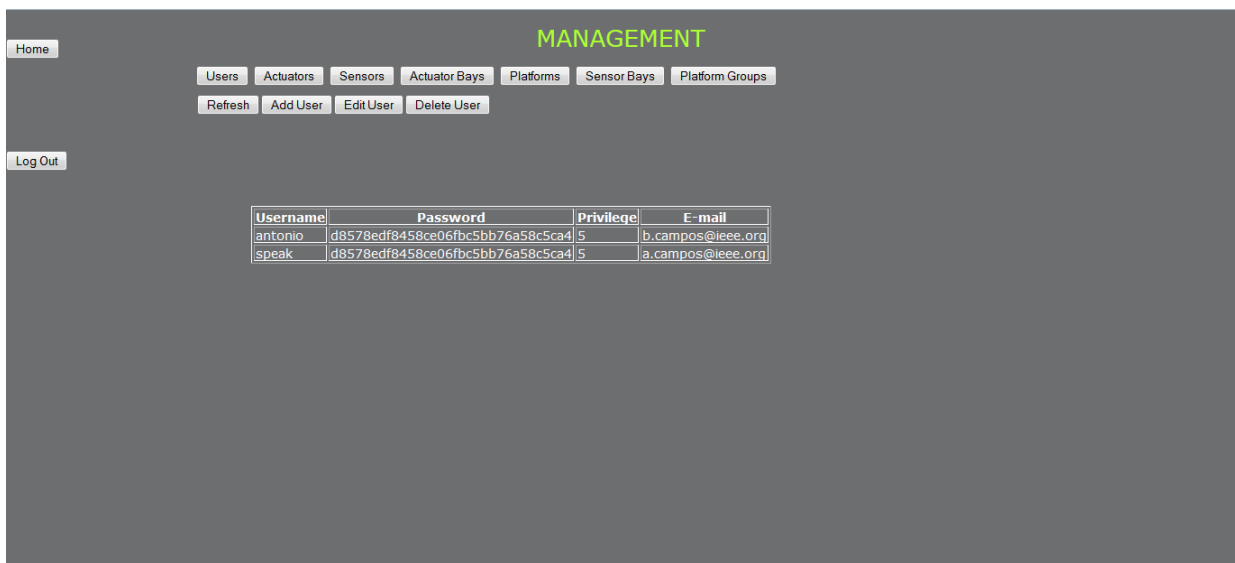 MANAGEMENT
Home
Users Actuators Sensors Actuator Bays Platforms Sensor Bays Platform Groups
Refresh Add User Edit User Delete User
Log Out
Username Password Privilege E-mail
antonio d8578edf8458ce06fbc5bb76a58c5ca4 5 b.campos@ieee.org
speak d8578edf8458ce06fbc5bb76a58c5ca4 5 a.campos@ieee.org